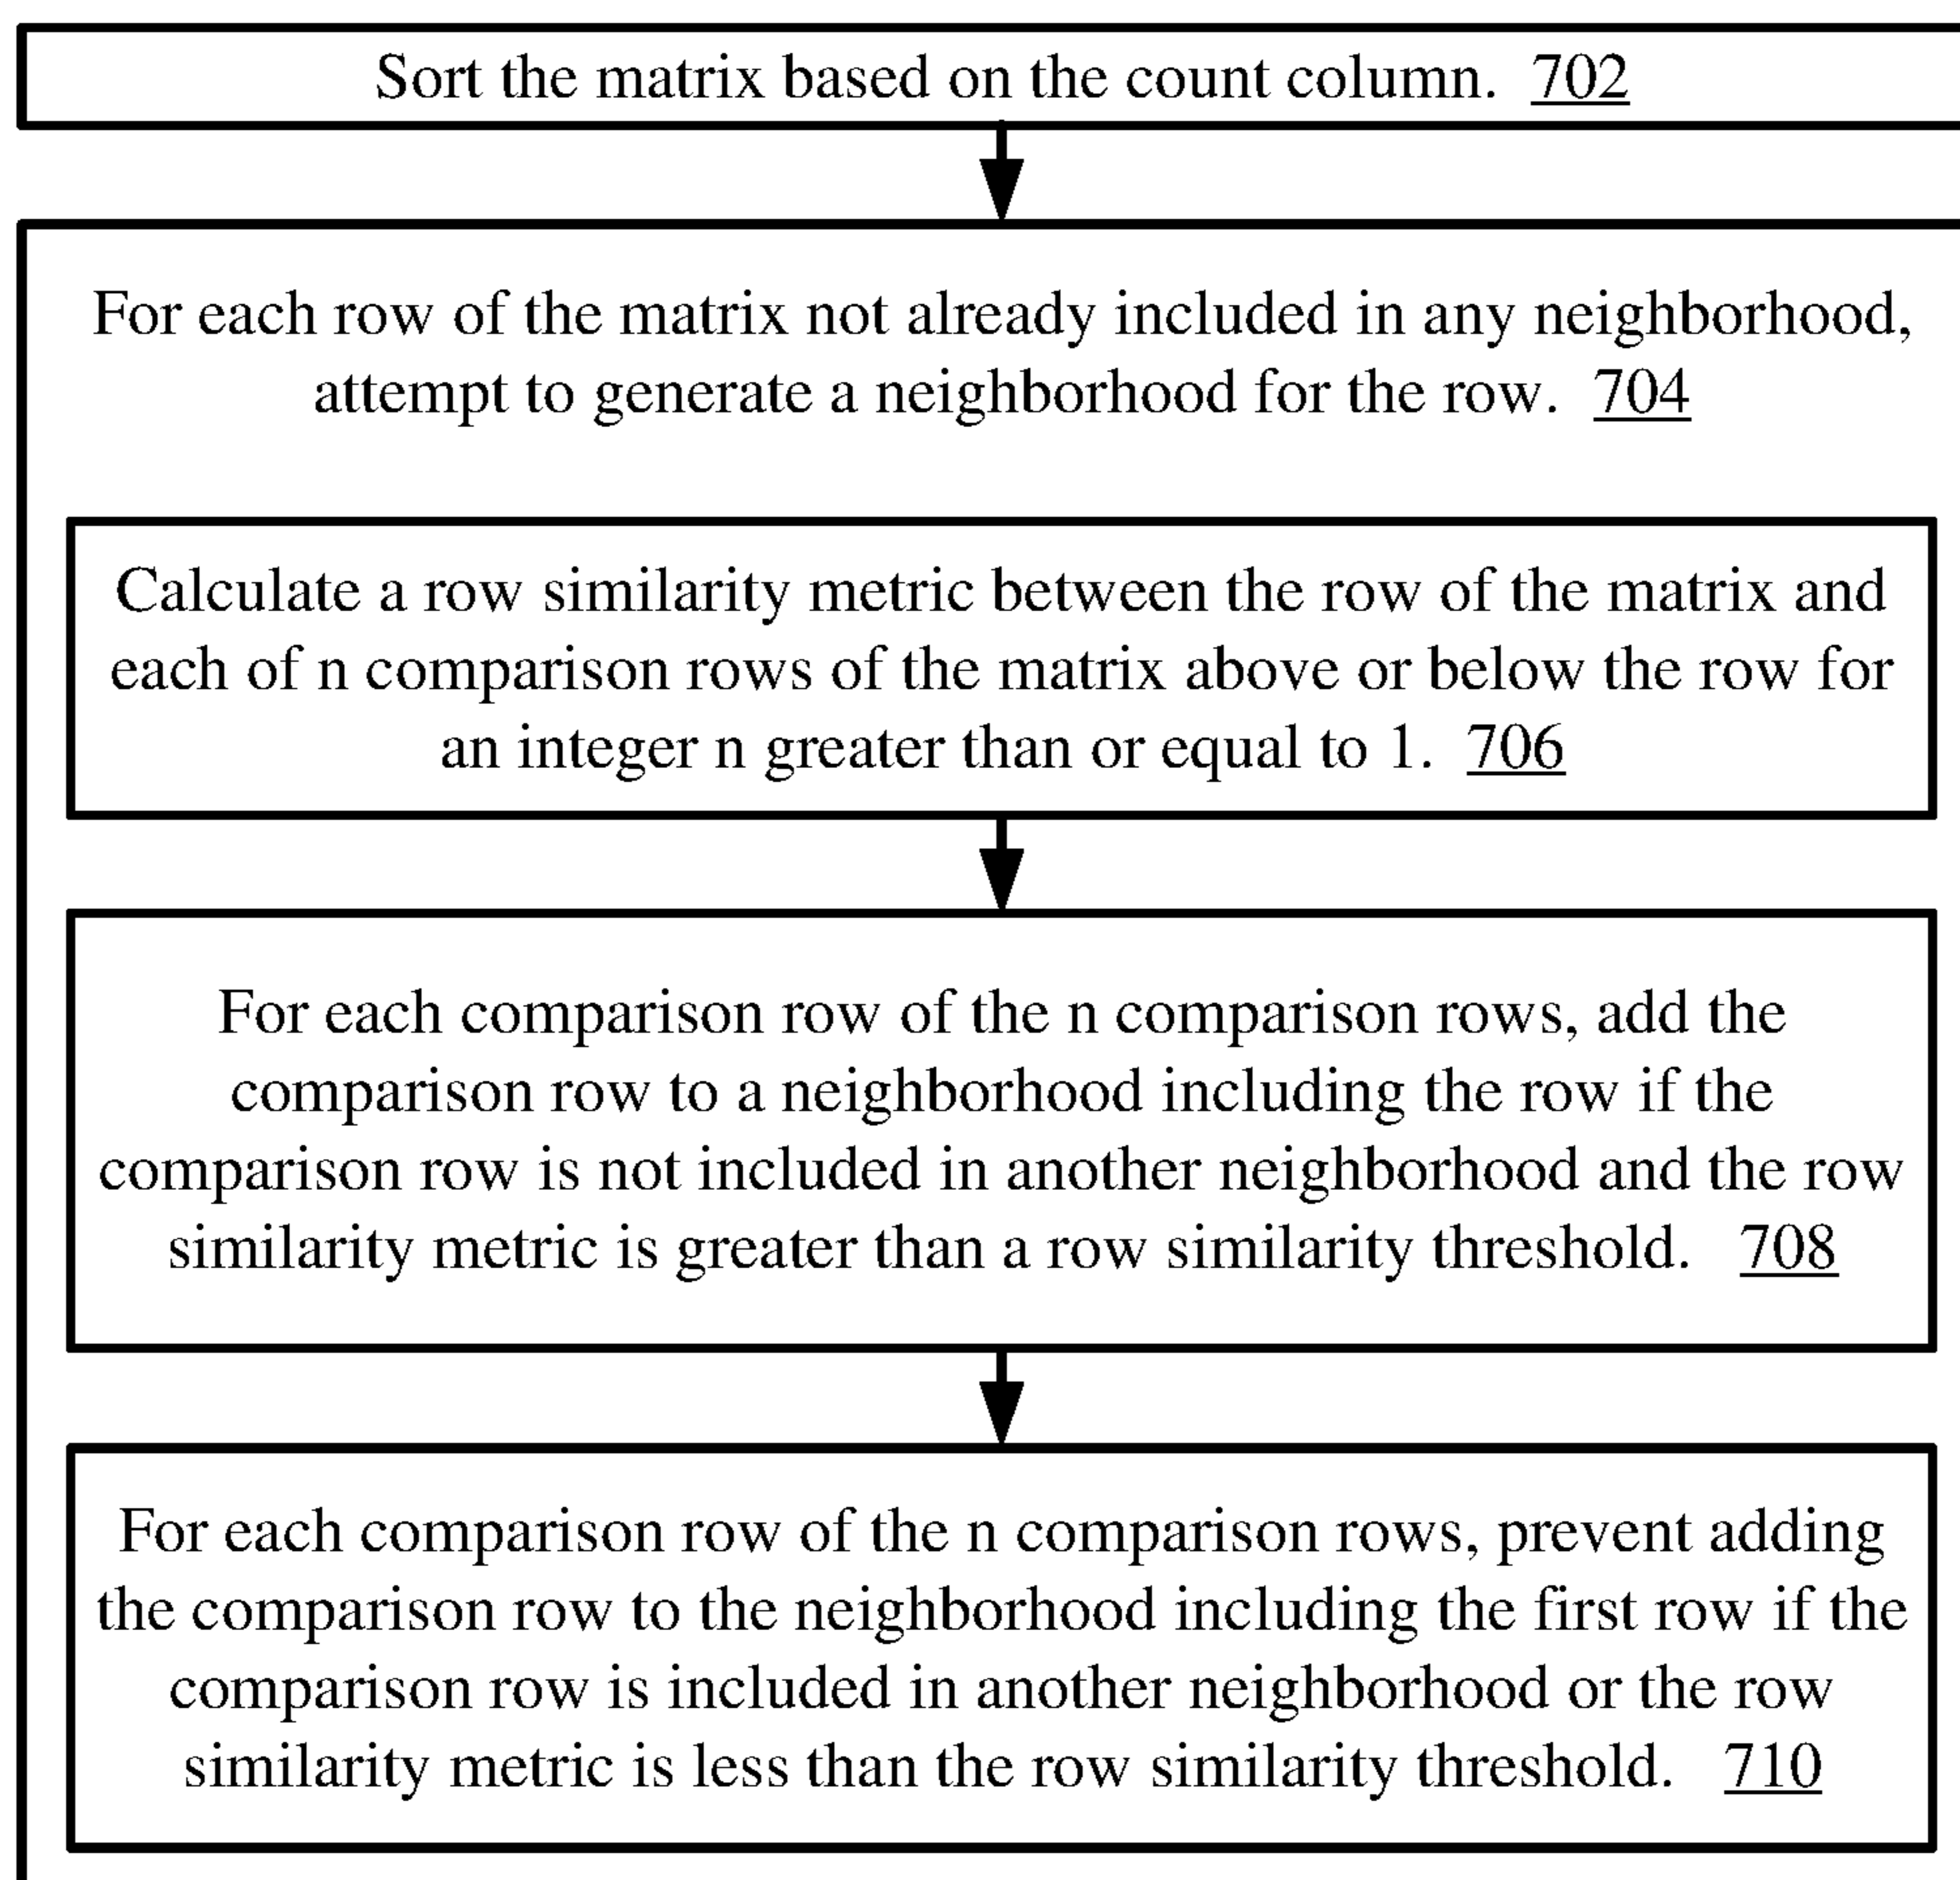 Sort the matrix based on the count column. 702
For each row of the matrix not already included in any neighborhood,
attempt to generate a neighborhood for the row. 704
Calculate a row similarity metric between the row of the matrix and
each of n comparison rows of the matrix above or below the row for
an integer n greater than or equal to 1. 706
For each comparison row of the n comparison rows, add the
comparison row to a neighborhood including the row if the
comparison row is not included in another neighborhood and the row
similarity metric is greater than a row similarity threshold. 708
For each comparison row of the n comparison rows, prevent adding
the comparison row to the neighborhood including the first row if the
comparison row is included in another neighborhood or the row
similarity metric is less than the row similarity threshold. 710